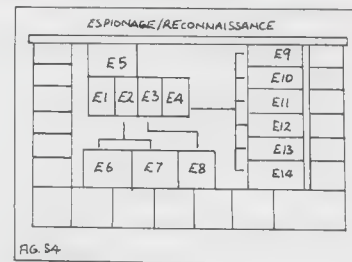 ESPIONAGE/RECONNAISSANCE
E5
E1 E2 E3 E4
E6 E7 E8
E9
E10
E11
E12
E13
E14
FIG. 54